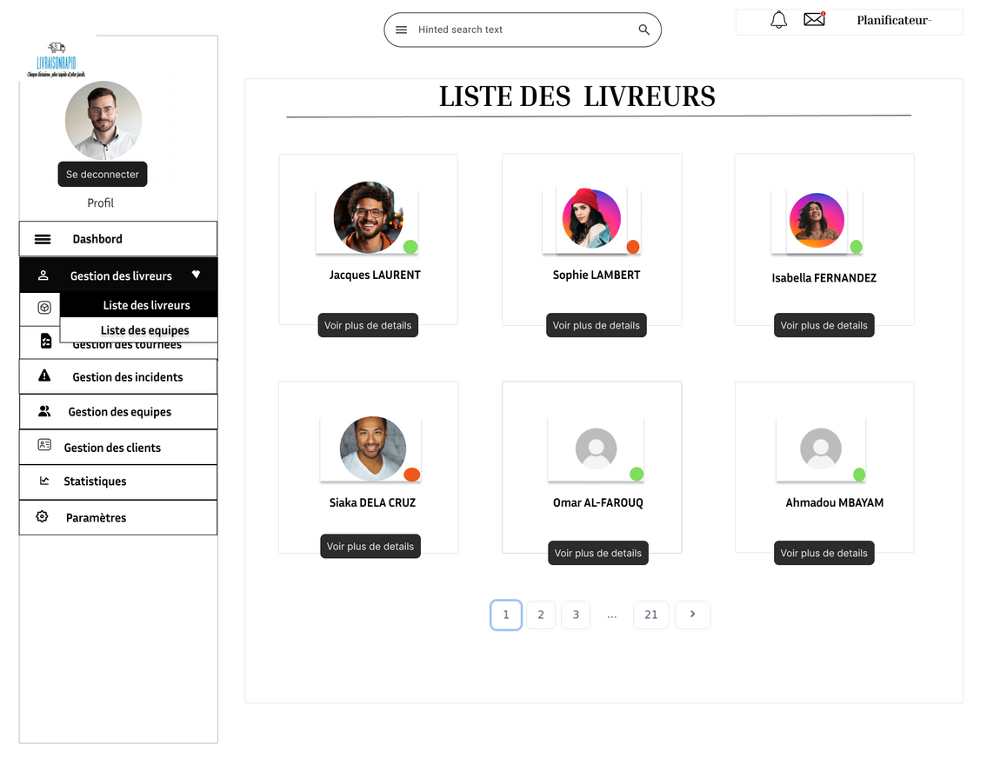 Hinted search text
1
Planificateur-
LIVRAISONRAPID
Chaque livraison, plus rapide et plus facile.
Se deconnecter
Profil
Dashbord
Gestion des livreurs
Liste des livreurs
Liste des equipes
Gestion des tournees
Gestion des incidents
Gestion des equipes
Gestion des clients
Statistiques
Paramètres
LISTE DES LIVREURS
Jacques LAURENT
Voir plus de details
Sophie LAMBERT
Voir plus de details
Isabella FERNANDEZ
Voir plus de details
Siaka DELA CRUZ
Voir plus de details
Omar AL-FAROUQ
Voir plus de details
Ahmadou MBAYAM
Voir plus de details
1 2 3 ... 21